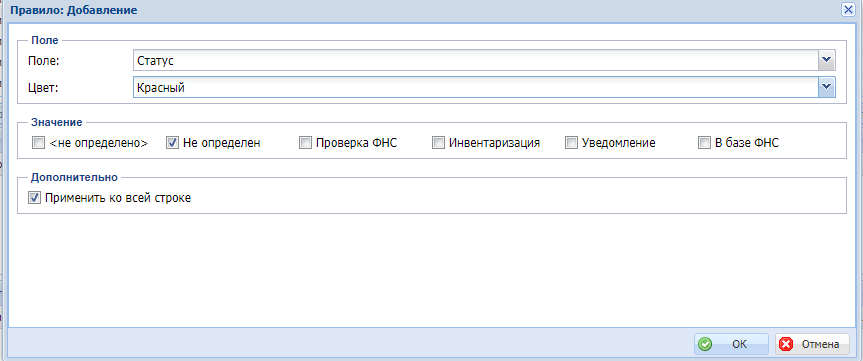 Правило: Добавление
Поле
Поле: Статус
Цвет: Красный
Значение
<не определено> Не определен Проверка ФНС Инвентаризация Уведомление В базе ФНС
Дополнительно
Применить ко всей строке
OK Отмена